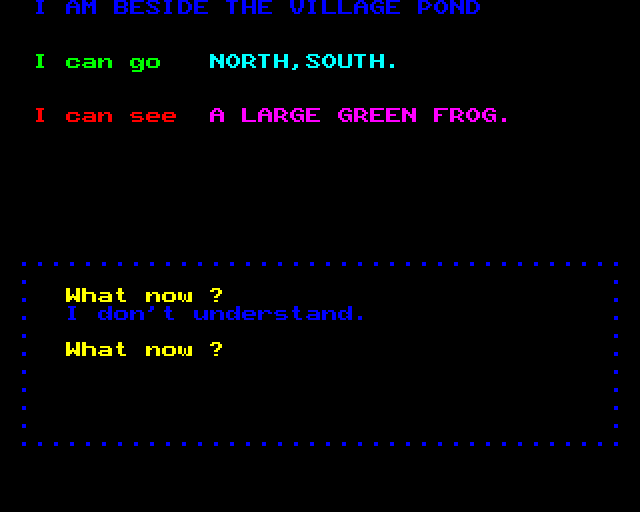 I AM BESIDE THE VILLAGE POND
I can go NORTH,SOUTH.
I can see A LARGE GREEN FROG.
What now ?
I don't understand.
What now ?